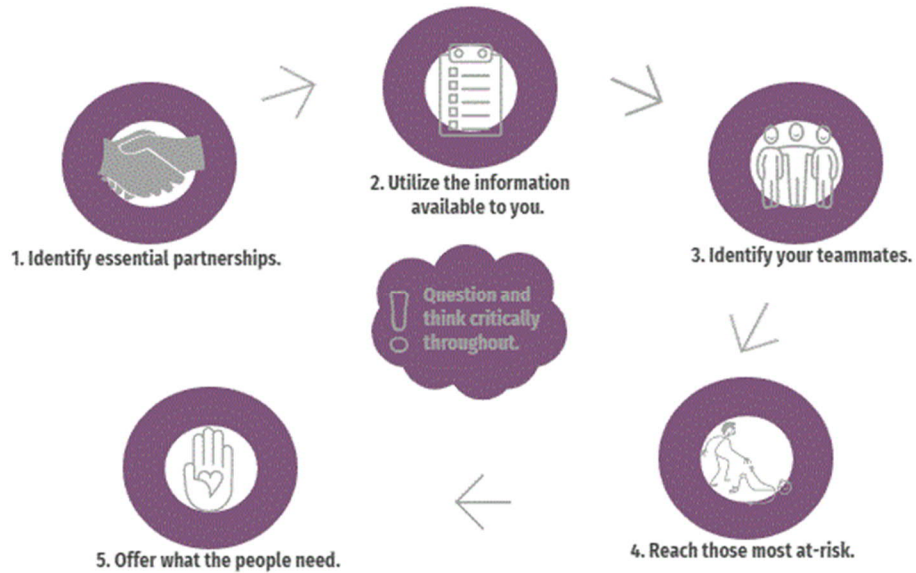 1. Identify essential partnerships.
2. Utilize the information
available to you.
3. Identify your teammates.
Question and
think critically
throughout.
4. Reach those most at-risk.
5. Offer what the people need.